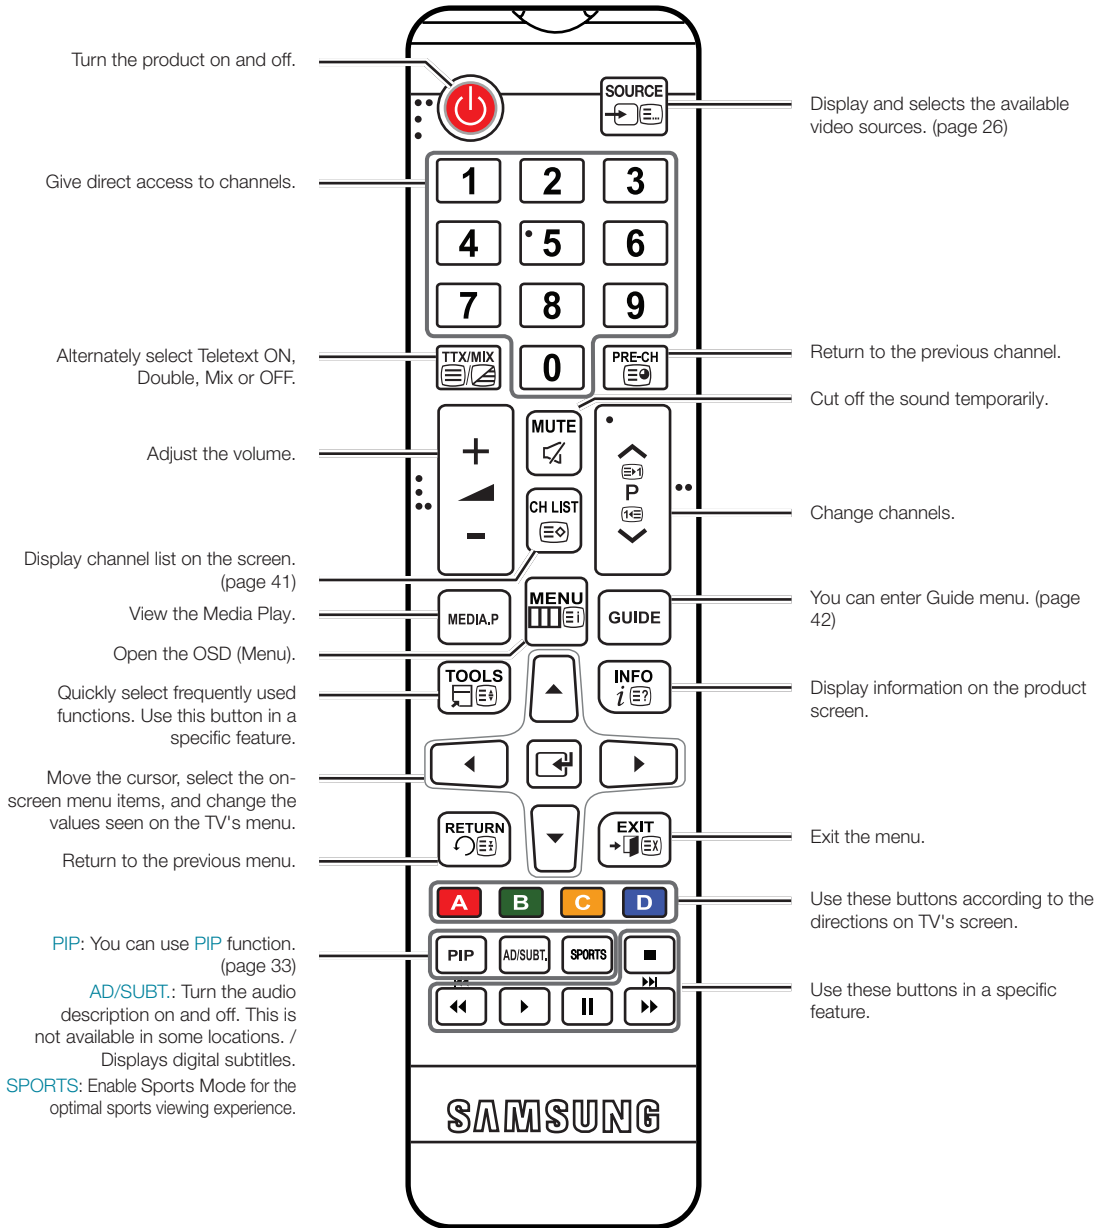 Turn the product on and off.
SOURCE
Display and selects the available
video sources. (page 26)
Give direct access to channels.
1 2 3
4 5 6
7 8 9
0
Alternately select Teletext ON,
Double, Mix or OFF.
TTX/MIX
PRE-CH
Return to the previous channel.
Cut off the sound temporarily.
MUTE
Adjust the volume.
+
-
CH LIST
P
Change channels.
Display channel list on the screen.
(page 41)
View the Media Play.
MEDIA.P
MENU
GUIDE
You can enter Guide menu. (page
42)
Open the OSD (Menu).
TOOLS
INFO
i
Quickly select frequently used
functions. Use this button in a
specific feature.
Display information on the product
screen.
Move the cursor, select the on-
screen menu items, and change the
values seen on the TV's menu.
RETURN
EXIT
Return to the previous menu.
Exit the menu.
A B C D
Use these buttons according to the
directions on TV's screen.
PIP: You can use PIP function.
(page 33)
PIP AD/SUBT. SPORTS
AD/SUBT.: Turn the audio
description on and off. This is
not available in some locations. /
Displays digital subtitles.
Use these buttons in a specific
feature.
SPORTS: Enable Sports Mode for the
optimal sports viewing experience.
SAMSUNG